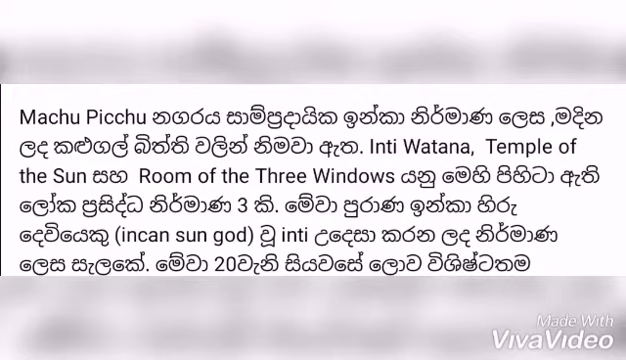 Machu Picchu නගරය සාම්ප්‍රදායික ඉන්කා නිර්මාණ ලෙස ,මදින
ලද කළුගල් බිත්ති වලින් නිමවා ඇත. Inti Watana, Temple of
the Sun සහ Room of the Three Windows යනු මෙහි පිහිටා ඇති
ලෝක ප්‍රසිද්ධ නිර්මාණ 3 කි. මේවා පුරාණ ඉන්කා හිරු
දෙවියෙකු (incan sun god) වූ inti උදෙසා කරන ලද නිර්මාණ
ලෙස සැලකේ. මේවා 20වැනි සියවසේ ලොව විශිෂ්ටතම
Made With
VivaVideo